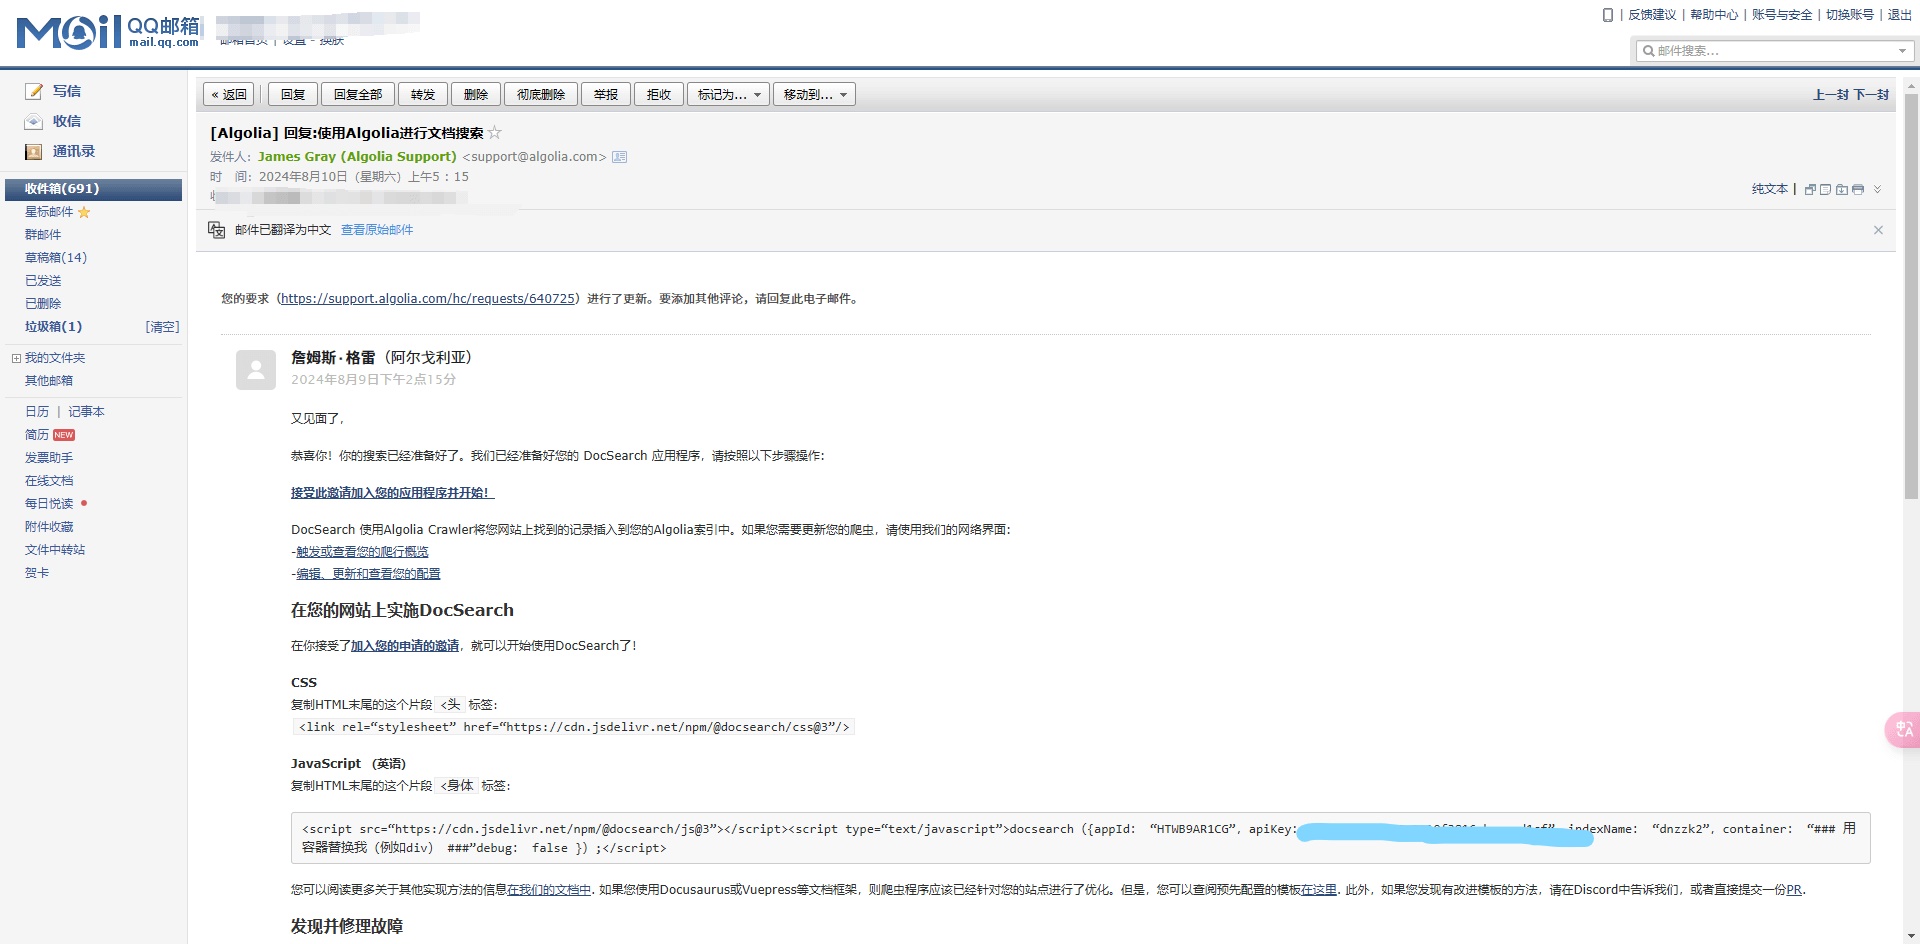 Mail QQ邮箱
mail.qq.com
邮箱首页 | 设置 - 换肤
| 反馈建议 | 帮助中心 | 账号与安全 | 切换账号 | 退出
邮件搜索...
写信
收信
通讯录
收件箱(691)
星标邮件
群邮件
草稿箱(14)
已发送
已删除
垃圾箱(1) [清空]
我的文件夹
其他邮箱
日历 | 记事本
简历 NEW
发票助手
在线文档
每日悦读
附件收藏
文件中转站
贺卡
« 返回 回复 回复全部 转发 删除 彻底删除 举报 拒收 标记为... 移动到... 上一封 下一封
[Algolia] 回复:使用Algolia进行文档搜索☆
发件人: James Gray (Algolia Support) <support@algolia.com>
时 间: 2024年8月10日 (星期六) 上午5:15
纯文本 |
邮件已翻译为中文 查看原始邮件
您的要求（https://support.algolia.com/hc/requests/640725）进行了更新。要添加其他评论，请回复此电子邮件。
詹姆斯·格雷（阿尔戈利亚）
2024年8月9日下午2点15分
又见面了，
恭喜你！你的搜索已经准备好了。我们已经准备好您的 DocSearch 应用程序，请按照以下步骤操作：
接受此邀请加入您的应用程序并开始！
DocSearch 使用Algolia Crawler将您网站上找到的记录插入到您的Algolia索引中。如果您需要更新您的爬虫，请使用我们的网络界面：
-触发或查看您的爬行概览
-编辑、更新和查看您的配置
在您的网站上实施DocSearch
在你接受了加入您的申请的邀请，就可以开始使用DocSearch了！
CSS
复制HTML末尾的这个片段 <头 标签:
<link rel=“stylesheet” href=“https://cdn.jsdelivr.net/npm/@docsearch/css@3”/>
JavaScript （英语）
复制HTML末尾的这个片段 <身体 标签:
<script src=“https://cdn.jsdelivr.net/npm/@docsearch/js@3”></script><script type=“text/javascript”>docsearch ({appId: “HTWB9AR1CG”, apiKey: indexName: “dnzzk2”, container: “### 用
容器替换我（例如div） ###”debug: false }) ;</script>
您可以阅读更多关于其他实现方法的信息在我们的文档中. 如果您使用Docusaurus或Vuepress等文档框架，则爬虫程序应该已经针对您的站点进行了优化。但是，您可以查阅预先配置的模板在这里. 此外，如果您发现有改进模板的方法，请在Discord中告诉我们，或者直接提交一份PR.
发现并修理故障